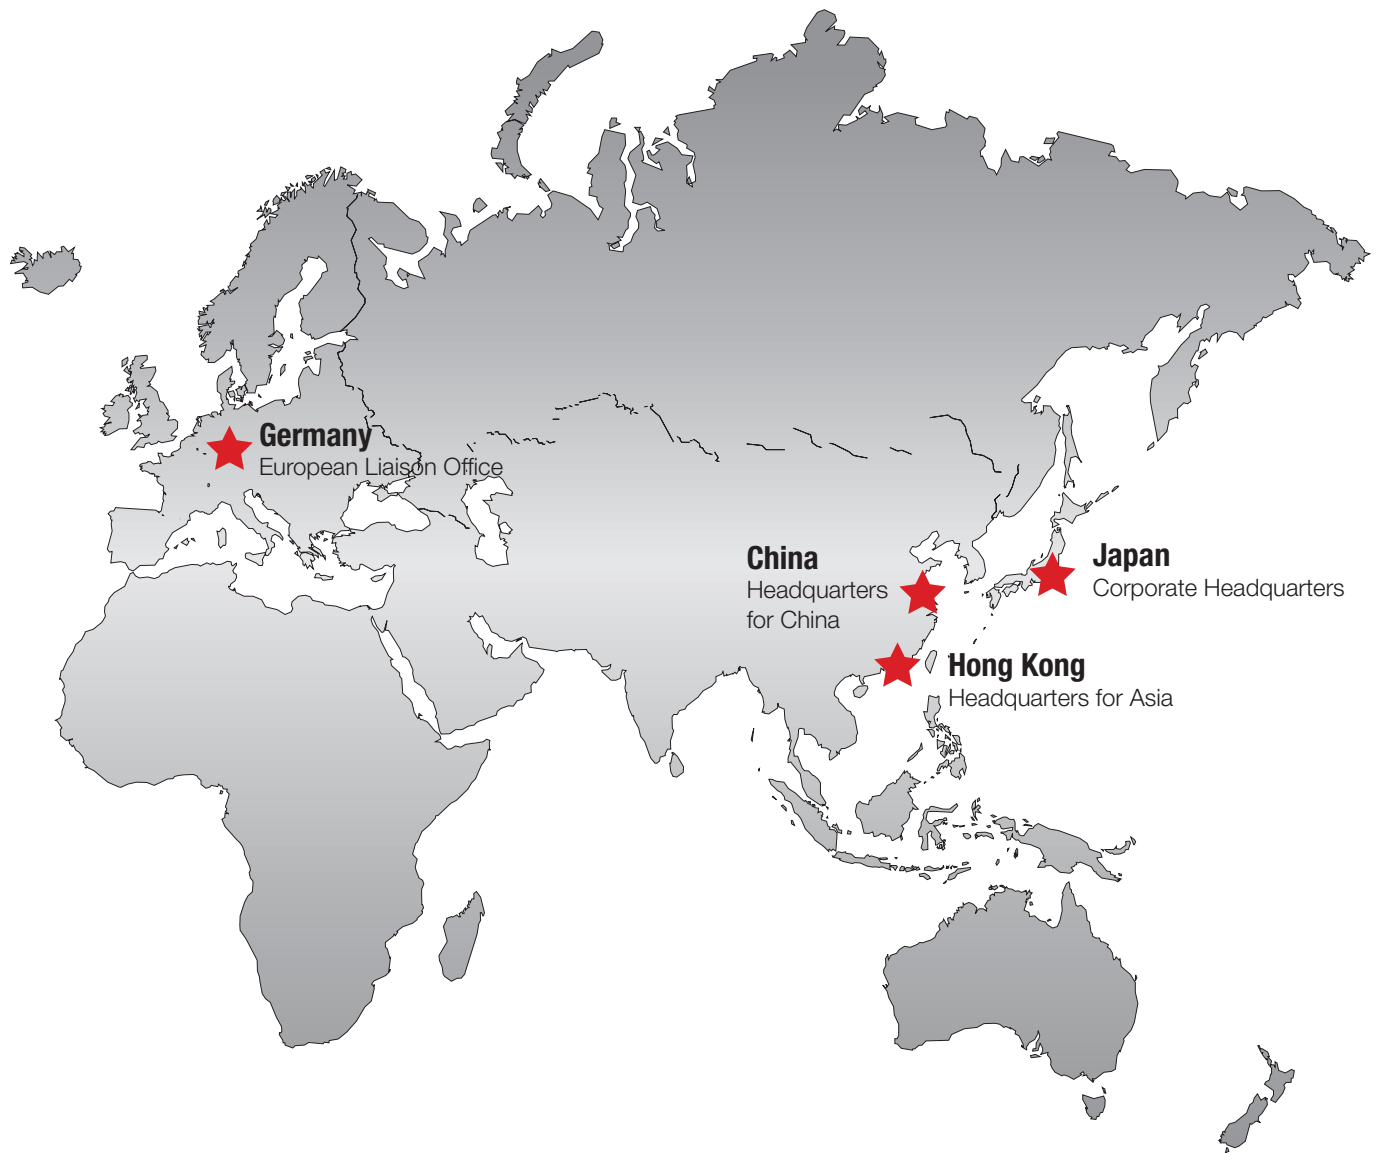 Germany
European Liaison Office
China
Headquarters
for China
Japan
Corporate Headquarters
Hong Kong
Headquarters for Asia